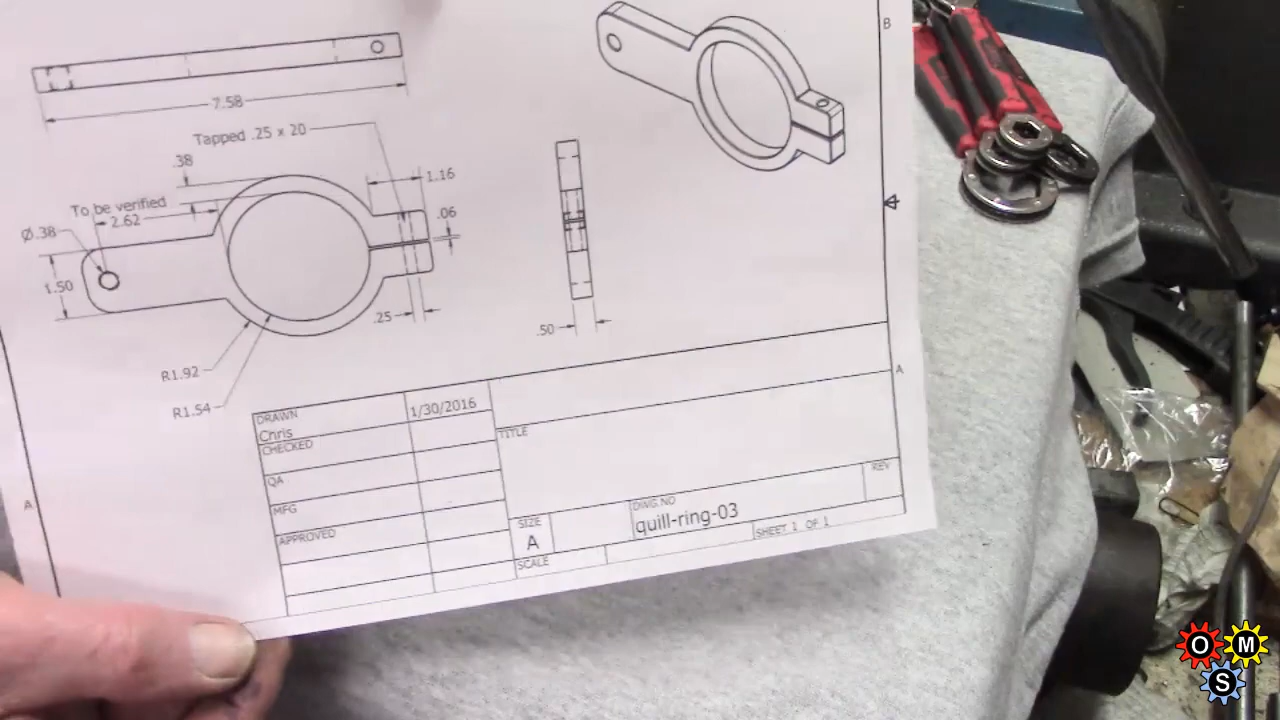 B
7.58
Tapped .25 x 20
.38
1.16
To be verified
2.62
.06
Ø.38
1.50
.25
.50
R1.92
R1.54
A
A
DRAWN
Chris
1/30/2016
CHECKED
TITLE
QA
MFG
APPROVED
SIZE
A
DWG NO
quill-ring-03
REV
SCALE
SHEET 1 OF 1
O M
S